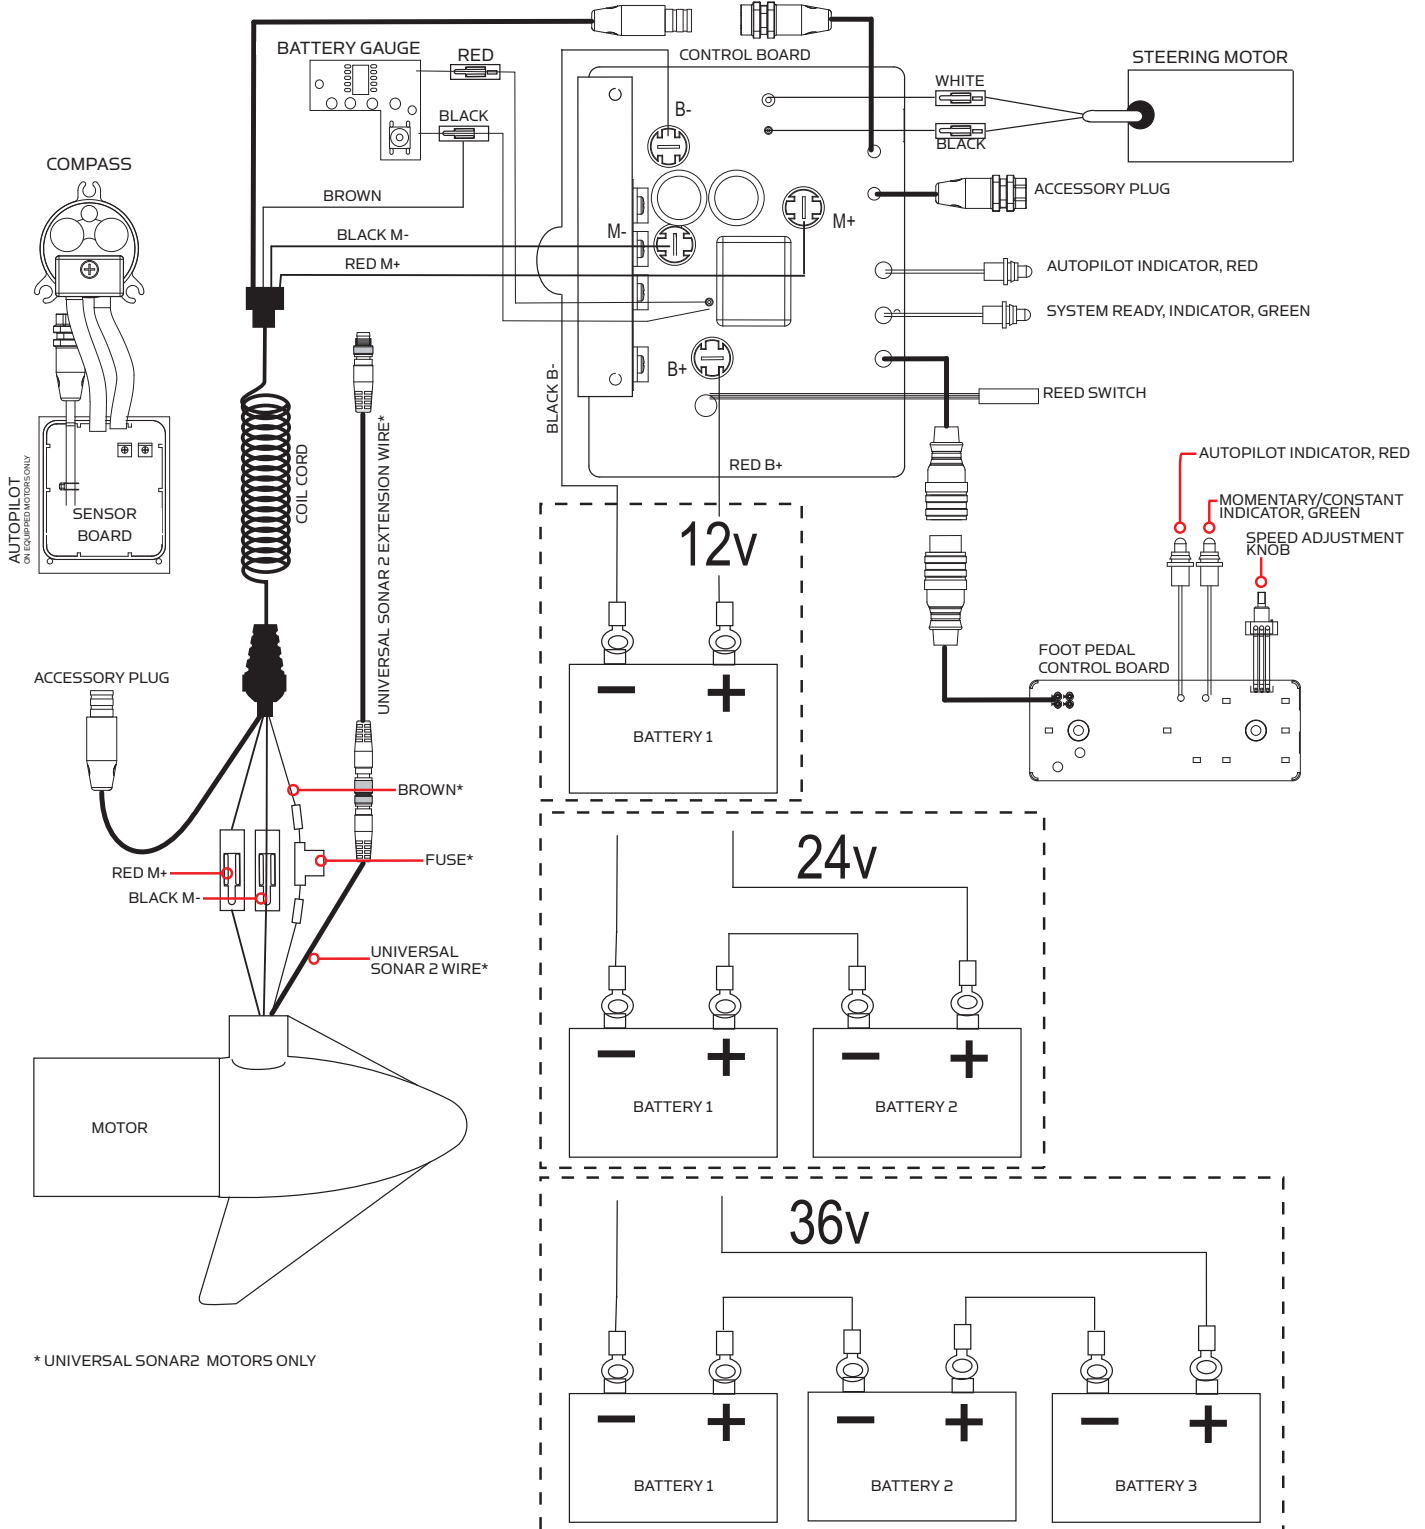 BATTERY GAUGE
RED
CONTROL BOARD
STEERING MOTOR
WHITE
B-
BLACK
BLACK
COMPASS
BROWN
ACCESSORY PLUG
M+
BLACK M-
M-
RED M+
AUTOPILOT INDICATOR, RED
SYSTEM READY, INDICATOR, GREEN
B+
BLACK B-
REED SWITCH
UNIVERSAL SONAR 2 EXTENSION WIRE*
COIL CORD
RED B+
AUTOPILOT INDICATOR, RED
AUTOPILOT
ON EQUIPPED MOTORS ONLY
MOMENTARY/CONSTANT
INDICATOR, GREEN
SENSOR
BOARD
12v
SPEED ADJUSTMENT
KNOB
FOOT PEDAL
CONTROL BOARD
ACCESSORY PLUG
-
+
BATTERY 1
BROWN*
24v
FUSE*
RED M+
BLACK M-
UNIVERSAL
SONAR 2 WIRE*
-
+
-
+
BATTERY 1
BATTERY 2
MOTOR
36v
* UNIVERSAL SONAR2 MOTORS ONLY
-
+
-
+
-
+
BATTERY 1
BATTERY 2
BATTERY 3